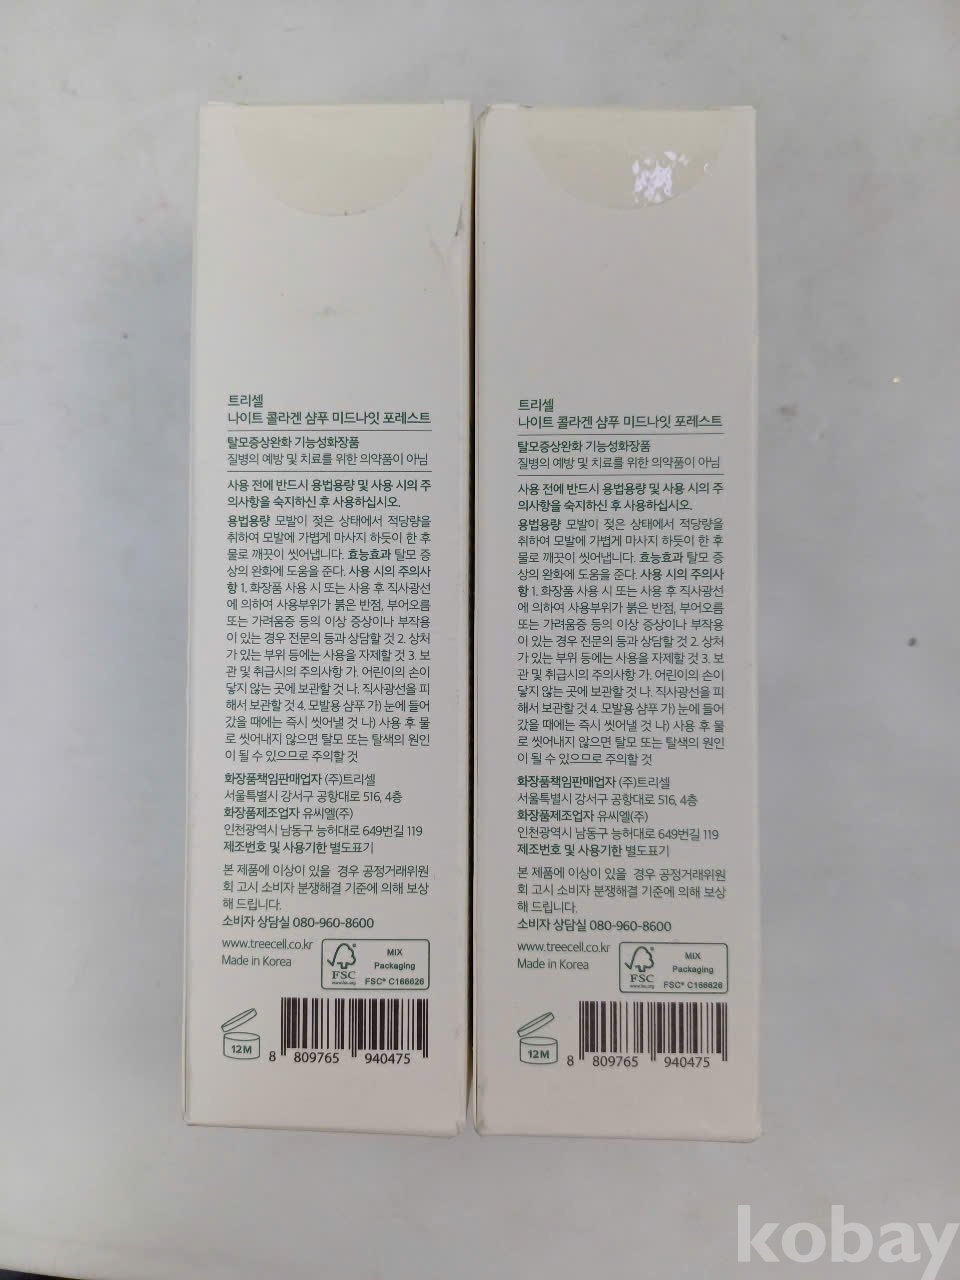 트리셀
나이트 콜라겐 샴푸 미드나잇 포레스트
탈모증상완화 기능성화장품
질병의 예방 및 치료를 위한 의약품이 아님
사용 전에 반드시 용법용량 및 사용 시의 주
의사항을 숙지하신 후 사용하십시오.
용법용량 모발이 젖은 상태에서 적당량을
취하여 모발에 가볍게 마사지 하듯이 한 후
물로 깨끗이 씻어냅니다. 효능효과 탈모 증
상의 완화에 도움을 준다. 사용 시의 주의사
항 1. 화장품 사용 시 또는 사용 후 직사광선
에 의하여 사용부위가 붉은 반점, 부어오름
또는 가려움증 등의 이상 증상이나 부작용
이 있는 경우 전문의 등과 상담할 것 2. 상처
가 있는 부위 등에는 사용을 자제할 것 3. 보
관 및 취급시의 주의사항 가. 어린이의 손이
닿지 않는 곳에 보관할 것 나. 직사광선을 피
해서 보관할 것 4. 모발용 샴푸 가) 눈에 들어
갔을 때에는 즉시 씻어낼 것 나) 사용 후 물
로 씻어내지 않으면 탈모 또는 탈색의 원인
이 될 수 있으므로 주의할 것
화장품책임판매업자 (주)트리셀
서울특별시 강서구 공항대로 516, 4층
화장품제조업자 유씨엘(주)
인천광역시 남동구 능허대로 649번길 119
제조번호 및 사용기한 별도표기
본 제품에 이상이 있을 경우 공정거래위원
회 고시 소비자 분쟁해결 기준에 의해 보상
해 드립니다.
소비자 상담실 080-960-8600
www.treecell.co.kr
Made in Korea
FSC
www.fsc.org
MIX
Packaging
FSC® C166626
12M
8 809765 940475
트리셀
나이트 콜라겐 샴푸 미드나잇 포레스트
탈모증상완화 기능성화장품
질병의 예방 및 치료를 위한 의약품이 아님
사용 전에 반드시 용법용량 및 사용 시의 주
의사항을 숙지하신 후 사용하십시오.
용법용량 모발이 젖은 상태에서 적당량을
취하여 모발에 가볍게 마사지 하듯이 한 후
물로 깨끗이 씻어냅니다. 효능효과 탈모 증
상의 완화에 도움을 준다. 사용 시의 주의사
항 1. 화장품 사용 시 또는 사용 후 직사광선
에 의하여 사용부위가 붉은 반점, 부어오름
또는 가려움증 등의 이상 증상이나 부작용
이 있는 경우 전문의 등과 상담할 것 2. 상처
가 있는 부위 등에는 사용을 자제할 것 3. 보
관 및 취급시의 주의사항 가. 어린이의 손이
닿지 않는 곳에 보관할 것 나. 직사광선을 피
해서 보관할 것 4. 모발용 샴푸 가) 눈에 들어
갔을 때에는 즉시 씻어낼 것 나) 사용 후 물
로 씻어내지 않으면 탈모 또는 탈색의 원인
이 될 수 있으므로 주의할 것
화장품책임판매업자 (주)트리셀
서울특별시 강서구 공항대로 516, 4층
화장품제조업자 유씨엘(주)
인천광역시 남동구 능허대로 649번길 119
제조번호 및 사용기한 별도표기
본 제품에 이상이 있을 경우 공정거래위원
회 고시 소비자 분쟁해결 기준에 의해 보상
해 드립니다.
소비자 상담실 080-960-8600
www.treecell.co.kr
Made in Korea
FSC
www.fsc.org
MIX
Packaging
FSC® C166626
12M
8 809765 940475
kobay